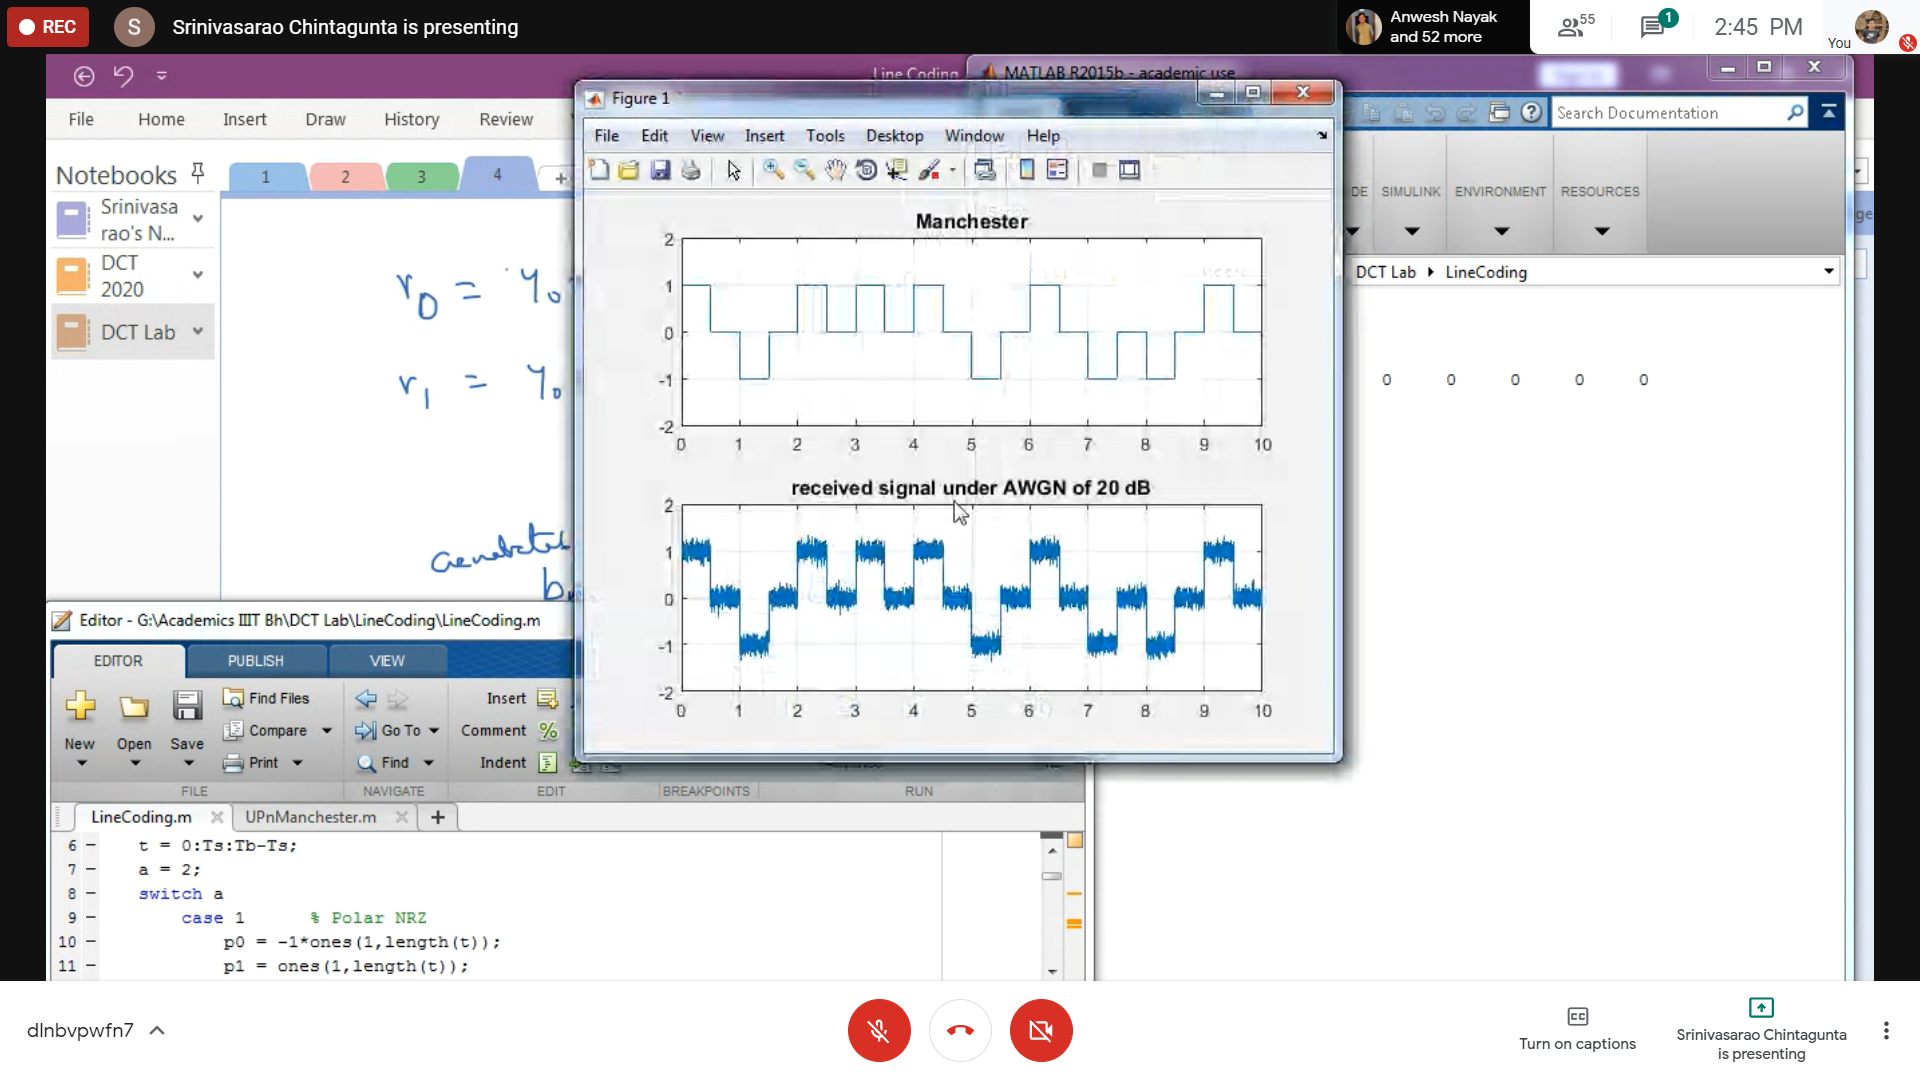 REC
S
Srinivasarao Chintagunta is presenting
Anwesh Nayak
and 52 more
55
1
2:45 PM
You
Line Coding
MATLAB R2015b - academic use
File Home Insert Draw History Review
Search Documentation
SIMULINK ENVIRONMENT RESOURCES
DCT Lab LineCoding
0 0 0 0 0
Notebooks
1 2 3 4
Srinivasa
rao's N...
DCT
2020
DCT Lab
r0 = y0
r1 = y0
Figure 1
File Edit View Insert Tools Desktop Window Help
Manchester
2
1
0
-1
-2
0 1 2 3 4 5 6 7 8 9 10
received signal under AWGN of 20 dB
2
1
0
-1
-2
0 1 2 3 4 5 6 7 8 9 10
Editor - G:\Academics IIIT Bh\DCT Lab\LineCoding\LineCoding.m
EDITOR PUBLISH VIEW
New Open Save
Find Files
Compare
Print
Go To
Find
Insert
Comment
Indent
FILE NAVIGATE EDIT BREAKPOINTS RUN
LineCoding.m UPnManchester.m
6 – t = 0:Ts:Tb-Ts;
7 – a = 2;
8 – switch a
9 – case 1 % Polar NRZ
10 – p0 = -1*ones(1,length(t));
11 – p1 = ones(1,length(t));
dlnbvpwfn7
Turn on captions
Srinivasarao Chintagunta
is presenting